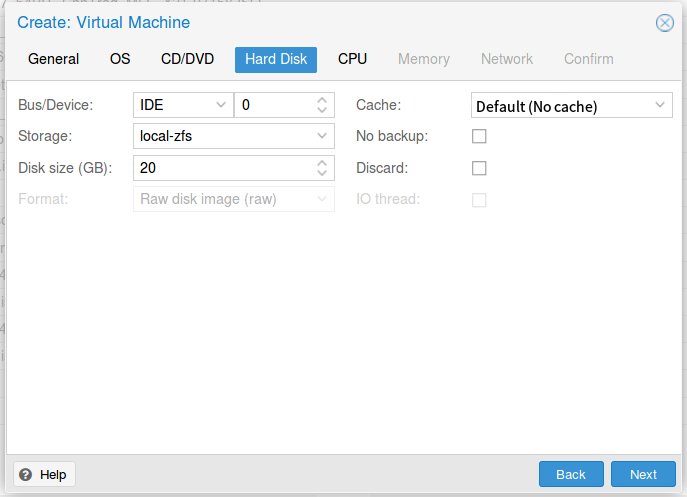 Create: Virtual Machine
General OS CD/DVD Hard Disk CPU Memory Network Confirm
Bus/Device: IDE 0 Cache: Default (No cache)
Storage: local-zfs No backup:
Disk size (GB): 20 Discard:
Format: Raw disk image (raw) IO thread:
Help Back Next